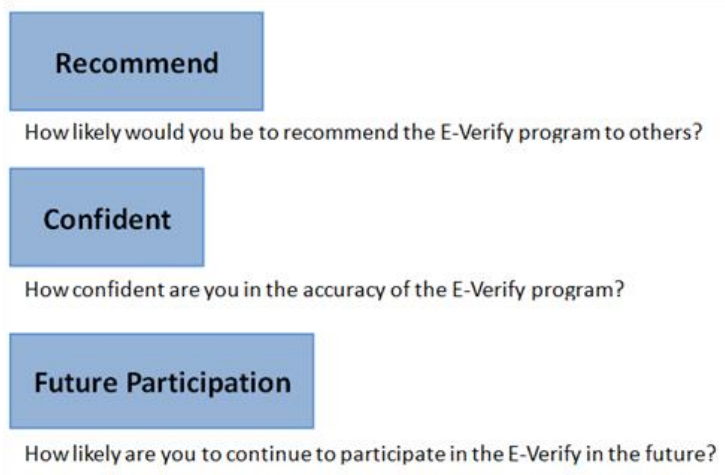 Recommend
How likely would you be to recommend the E-Verify program to others?
Confident
How confident are you in the accuracy of the E-Verify program?
Future Participation
How likely are you to continue to participate in the E-Verify in the future?